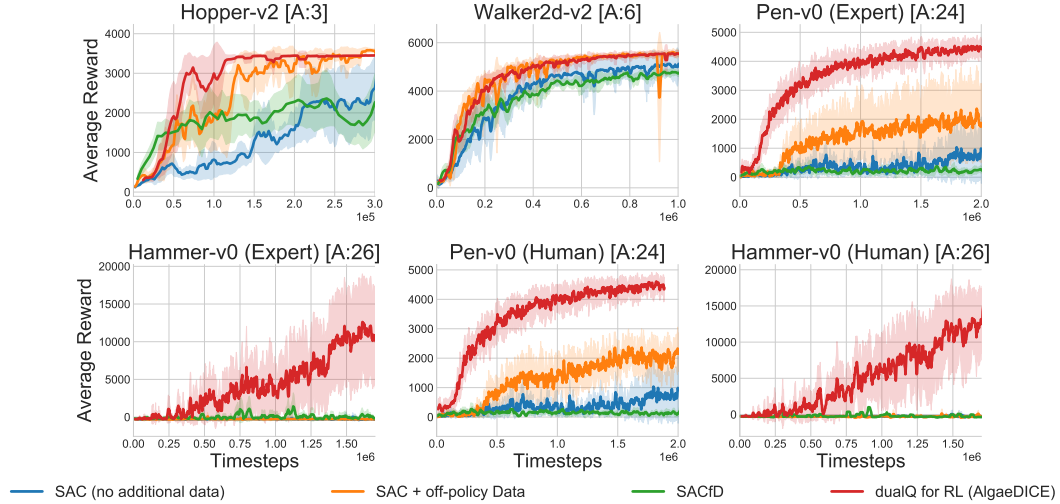 Hopper-v2 [A:3]
Walker2d-v2 [A:6]
Pen-v0 (Expert) [A:24]
Average Reward
4000
3000
2000
1000
0
0.0 0.5 1.0 1.5 2.0 2.5 3.0
1e5
6000
4000
2000
0
0.0 0.2 0.4 0.6 0.8 1.0
1e6
5000
4000
3000
2000
1000
0
0.0 0.5 1.0 1.5 2.0
1e6
Hammer-v0 (Expert) [A:26]
Pen-v0 (Human) [A:24]
Hammer-v0 (Human) [A:26]
Average Reward
20000
15000
10000
5000
0
0.00 0.25 0.50 0.75 1.00 1.25 1.50
1e6
Timesteps
5000
4000
3000
2000
1000
0
0.0 0.5 1.0 1.5 2.0
1e6
Timesteps
20000
15000
10000
5000
0
0.00 0.25 0.50 0.75 1.00 1.25 1.50
1e6
Timesteps
SAC (no additional data)
SAC + off-policy Data
SACfD
dualQ for RL (AlgaeDICE)